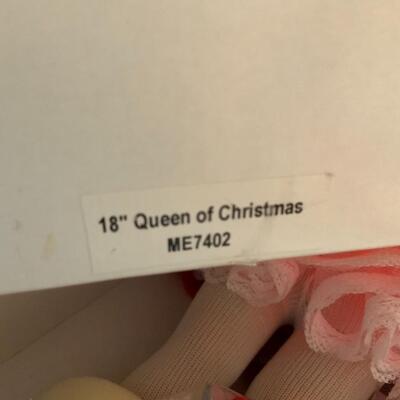 18" Queen of Christmas
ME7402